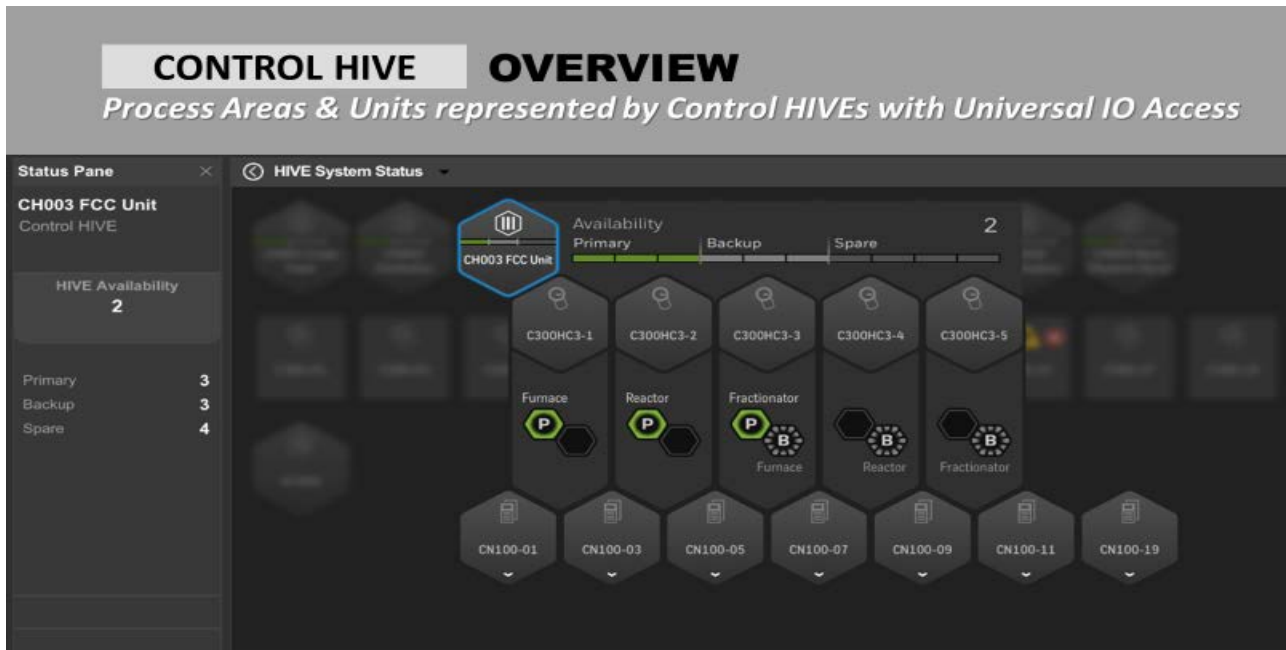 CONTROL HIVE OVERVIEW
Process Areas & Units represented by Control HIVEs with Universal IO Access
Status Pane
HIVE System Status
CH003 FCC Unit
Control HIVE
HIVE Availability
2
Primary 3
Backup 3
Spare 4
CH003 FCC Unit
Availability 2
Primary Backup Spare
C300HC3-1 C300HC3-2 C300HC3-3 C300HC3-4 C300HC3-5
Furnace Reactor Fractionator
P P P B B B
Furnace Reactor Fractionator
CN100-01 CN100-03 CN100-05 CN100-07 CN100-09 CN100-11 CN100-19